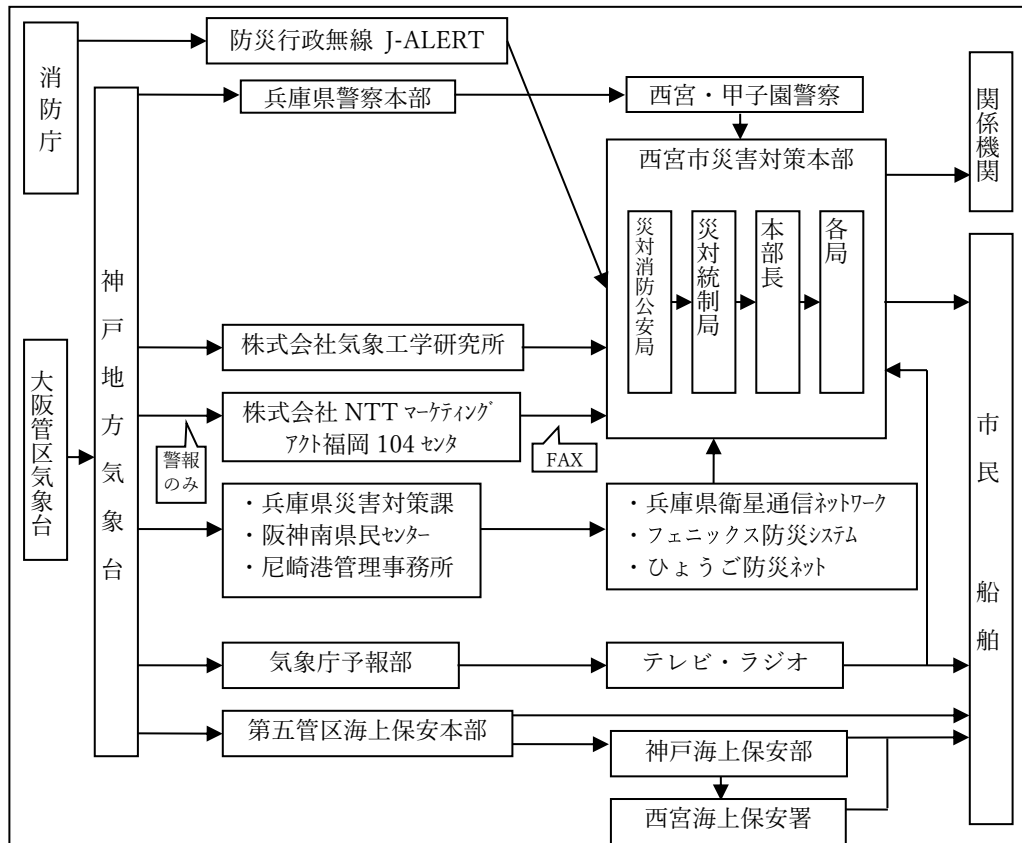 消防庁
防災行政無線 J-ALERT
兵庫県警察本部
西宮・甲子園警察
関係機関
西宮市災害対策本部
災対消防公安局
災対統制局
本部長
各局
大阪管区気象台
神戸地方気象台
株式会社気象工学研究所
株式会社 NTT マーケティング
アクト福岡 104 センタ
警報
のみ
FAX
・兵庫県災害対策課
・阪神南県民センター
・尼崎港管理事務所
・兵庫県衛星通信ネットワーク
・フェニックス防災システム
・ひょうご防災ネット
市民
船舶
気象庁予報部
テレビ・ラジオ
第五管区海上保安本部
神戸海上保安部
西宮海上保安署